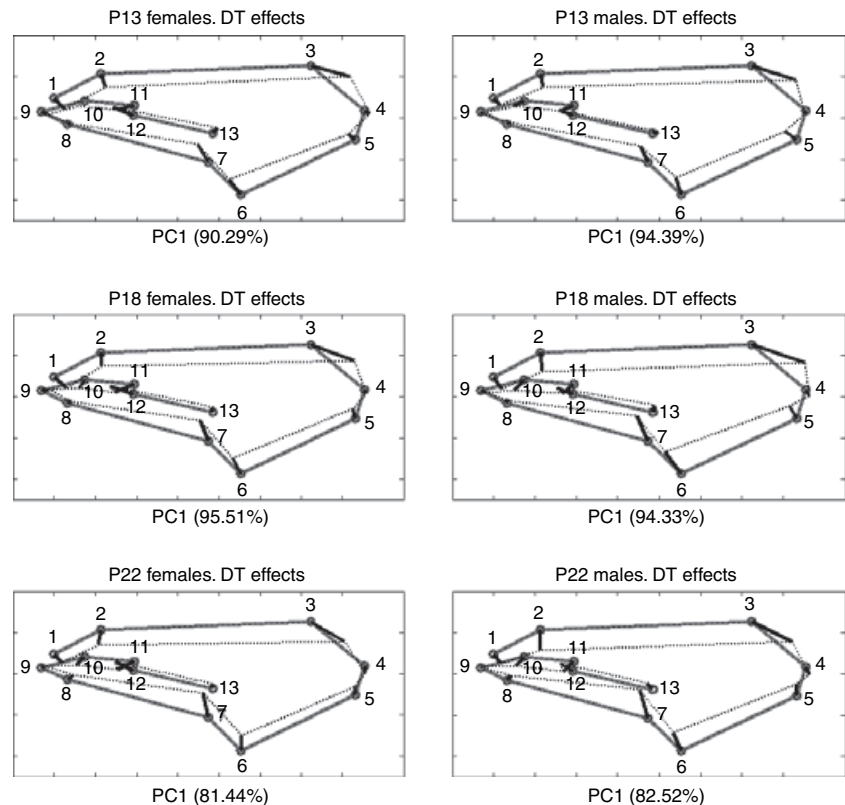 P13 females. DT effects
P13 males. DT effects
1 2 3 4 5 6 7 8 9 10 11 12 13
1 2 3 4 5 6 7 8 9 10 11 12 13
PC1 (90.29%)
PC1 (94.39%)
P18 females. DT effects
P18 males. DT effects
1 2 3 4 5 6 7 8 9 10 11 12 13
1 2 3 4 5 6 7 8 9 10 11 12 13
PC1 (95.51%)
PC1 (94.33%)
P22 females. DT effects
P22 males. DT effects
1 2 3 4 5 6 7 8 9 10 11 12 13
1 2 3 4 5 6 7 8 9 10 11 12 13
PC1 (81.44%)
PC1 (82.52%)